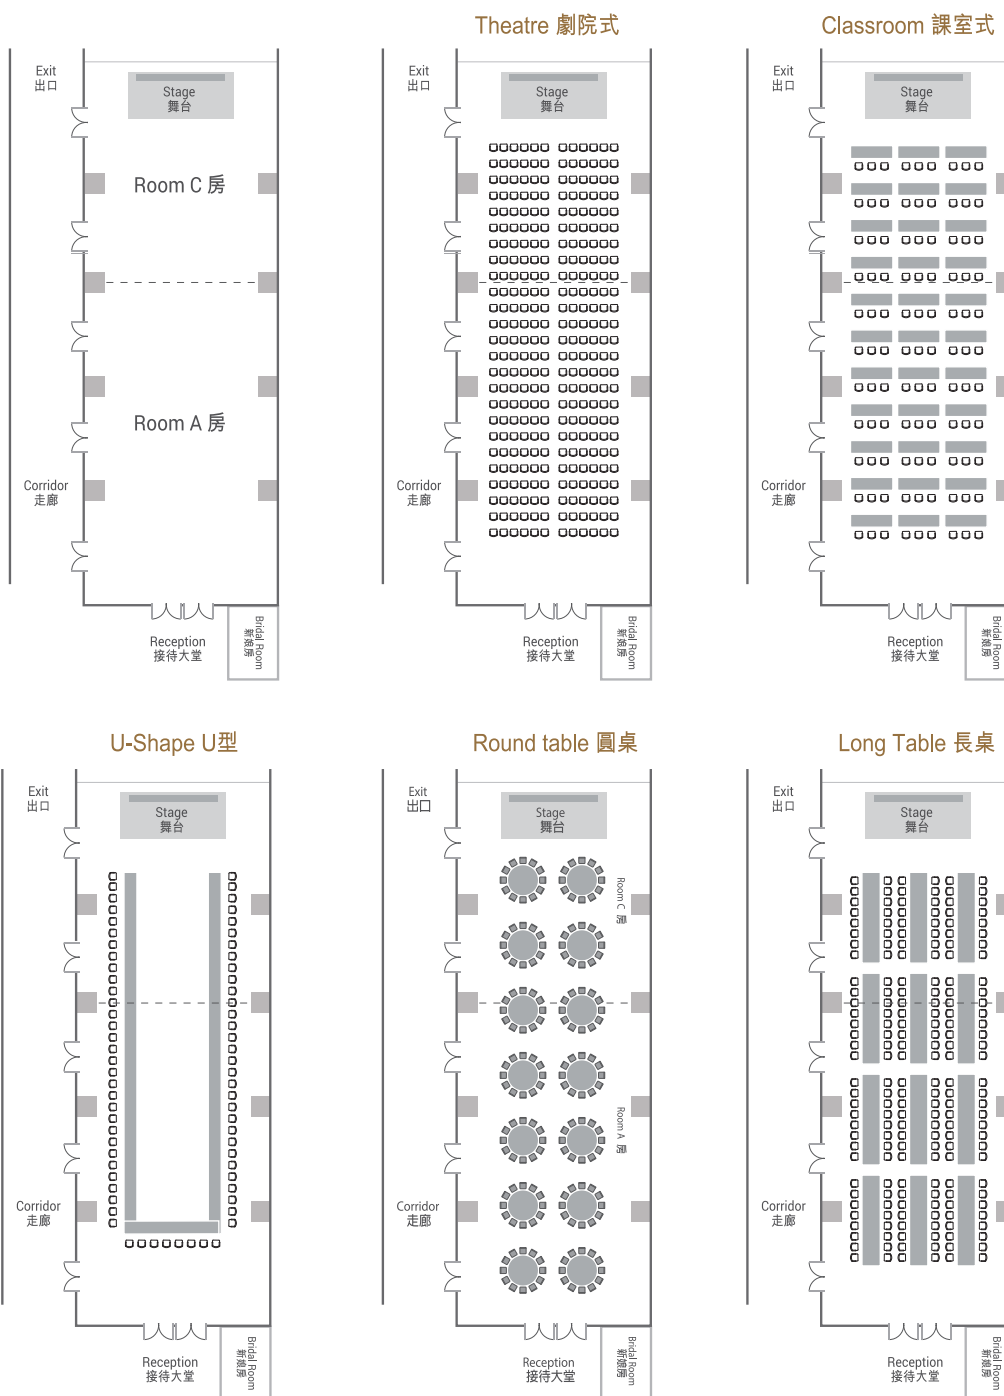 Theatre 劇院式
Classroom 課室式
Exit
出口
Stage
舞台
Room C 房
Room A 房
Corridor
走廊
Reception
接待大堂
Bridal Room
新娘房
Exit
出口
Stage
舞台
Corridor
走廊
Reception
接待大堂
Bridal Room
新娘房
Exit
出口
Stage
舞台
Corridor
走廊
Reception
接待大堂
Bridal Room
新娘房
U-Shape U型
Round table 圓桌
Long Table 長桌
Exit
出口
Stage
舞台
Corridor
走廊
Reception
接待大堂
Bridal Room
新娘房
Exit
出口
Stage
舞台
Room C 房
Room A 房
Corridor
走廊
Reception
接待大堂
Bridal Room
新娘房
Exit
出口
Stage
舞台
Corridor
走廊
Reception
接待大堂
Bridal Room
新娘房